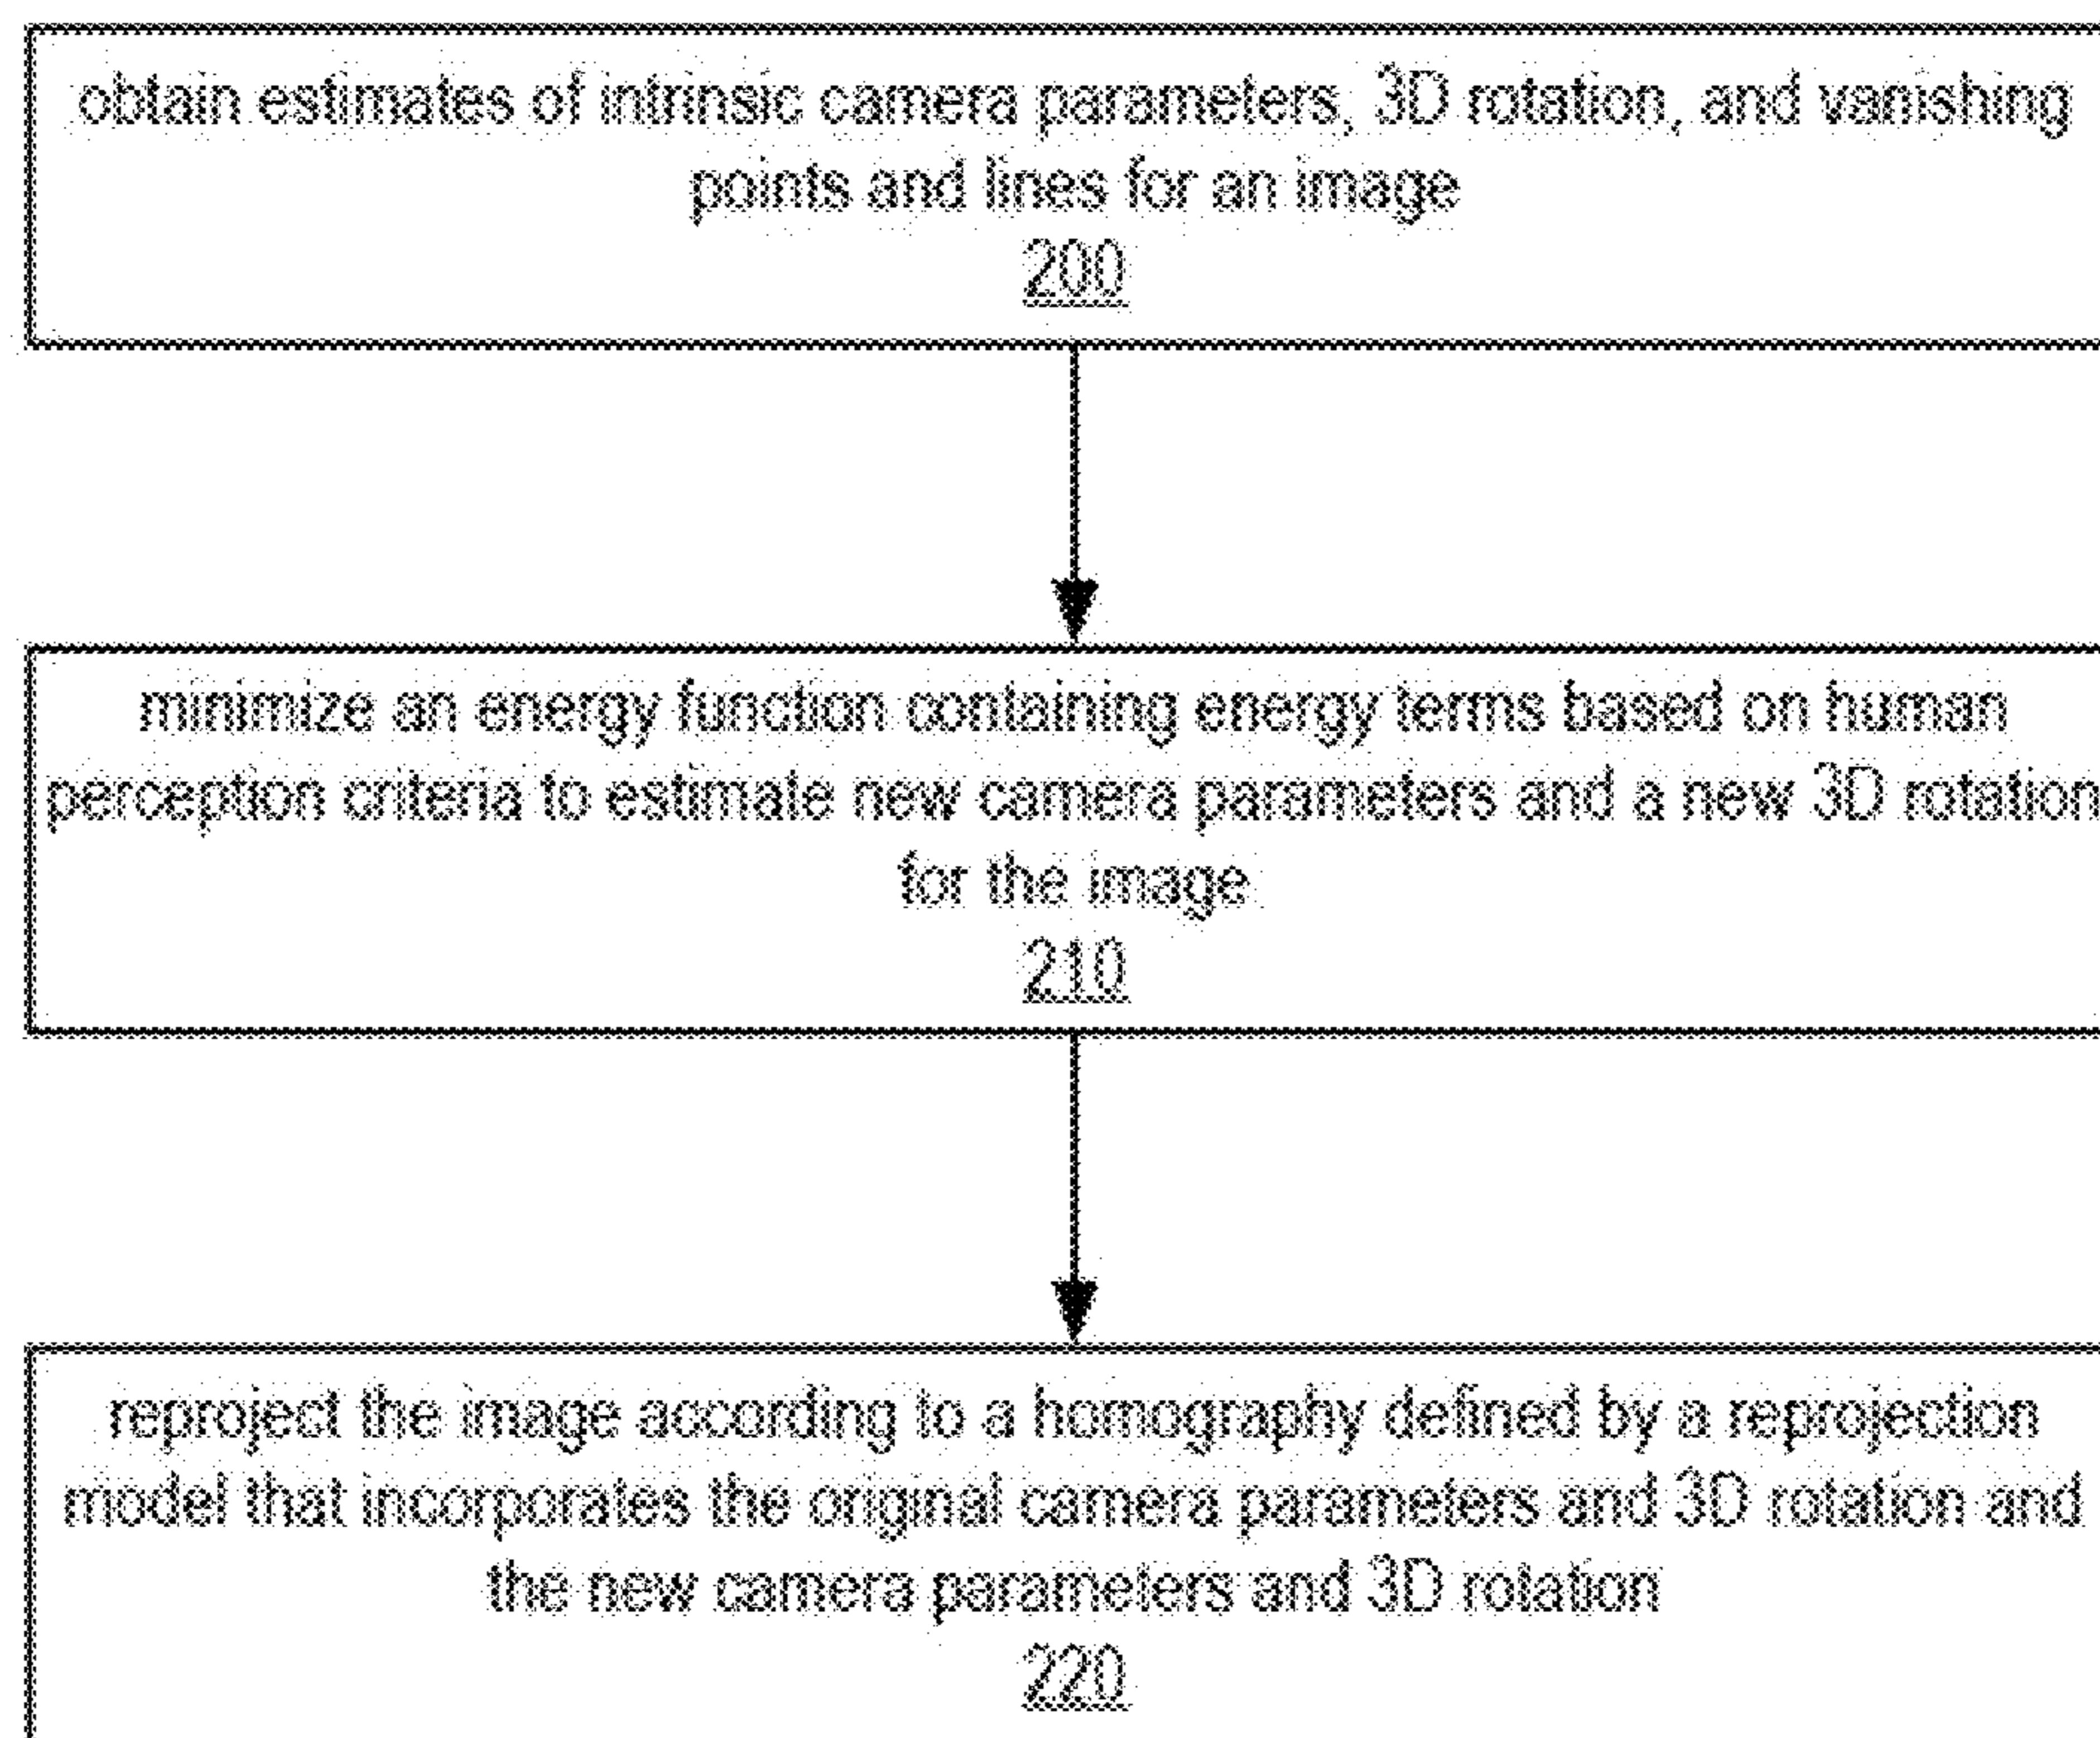 obtain estimates of intrinsic camera parameters, 3D rotation, and vanishing
points and lines for an image
200
minimize an energy function containing energy terms based on human
perception criteria to estimate new camera parameters and a new 3D rotation
for the image
210
reproject the image according to a homography defined by a reprojection
model that incorporates the original camera parameters and 3D rotation and
the new camera parameters and 3D rotation
220